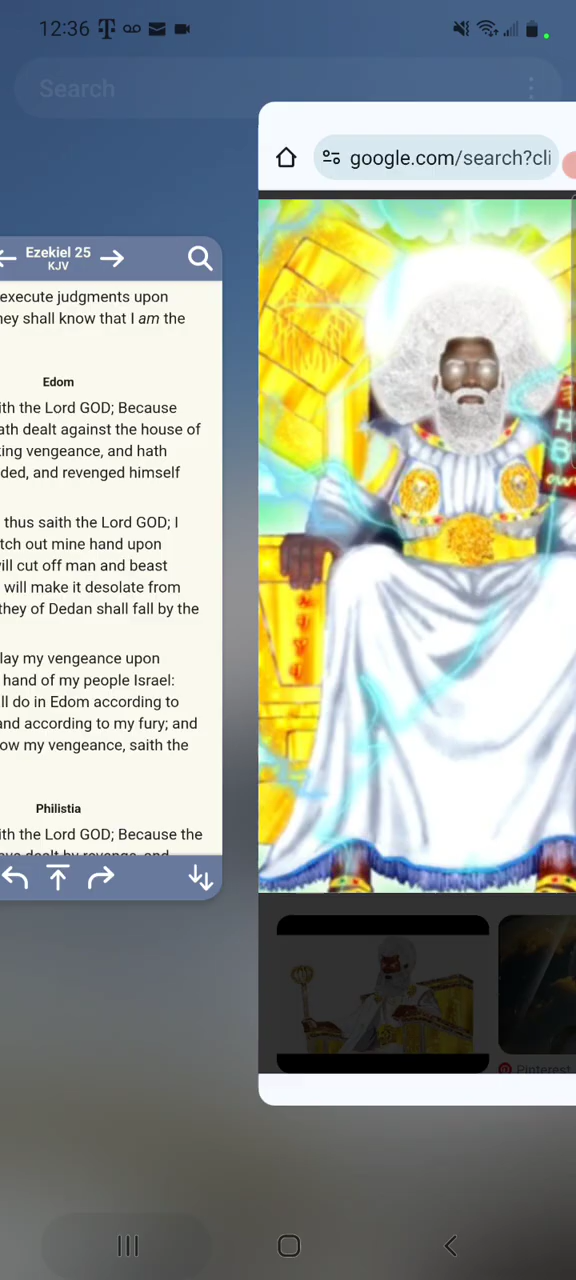 12:36
Search
google.com/search?cli
Ezekiel 25
KJV
execute judgments upon
hey shall know that I am the
Edom
ith the Lord GOD; Because
ath dealt against the house of
king vengeance, and hath
ded, and revenged himself
thus saith the Lord GOD; I
tch out mine hand upon
vill cut off man and beast
will make it desolate from
they of Dedan shall fall by the
lay my vengeance upon
hand of my people Israel:
ll do in Edom according to
and according to my fury; and
ow my vengeance, saith the
Philistia
ith the Lord GOD; Because the
Pinterest